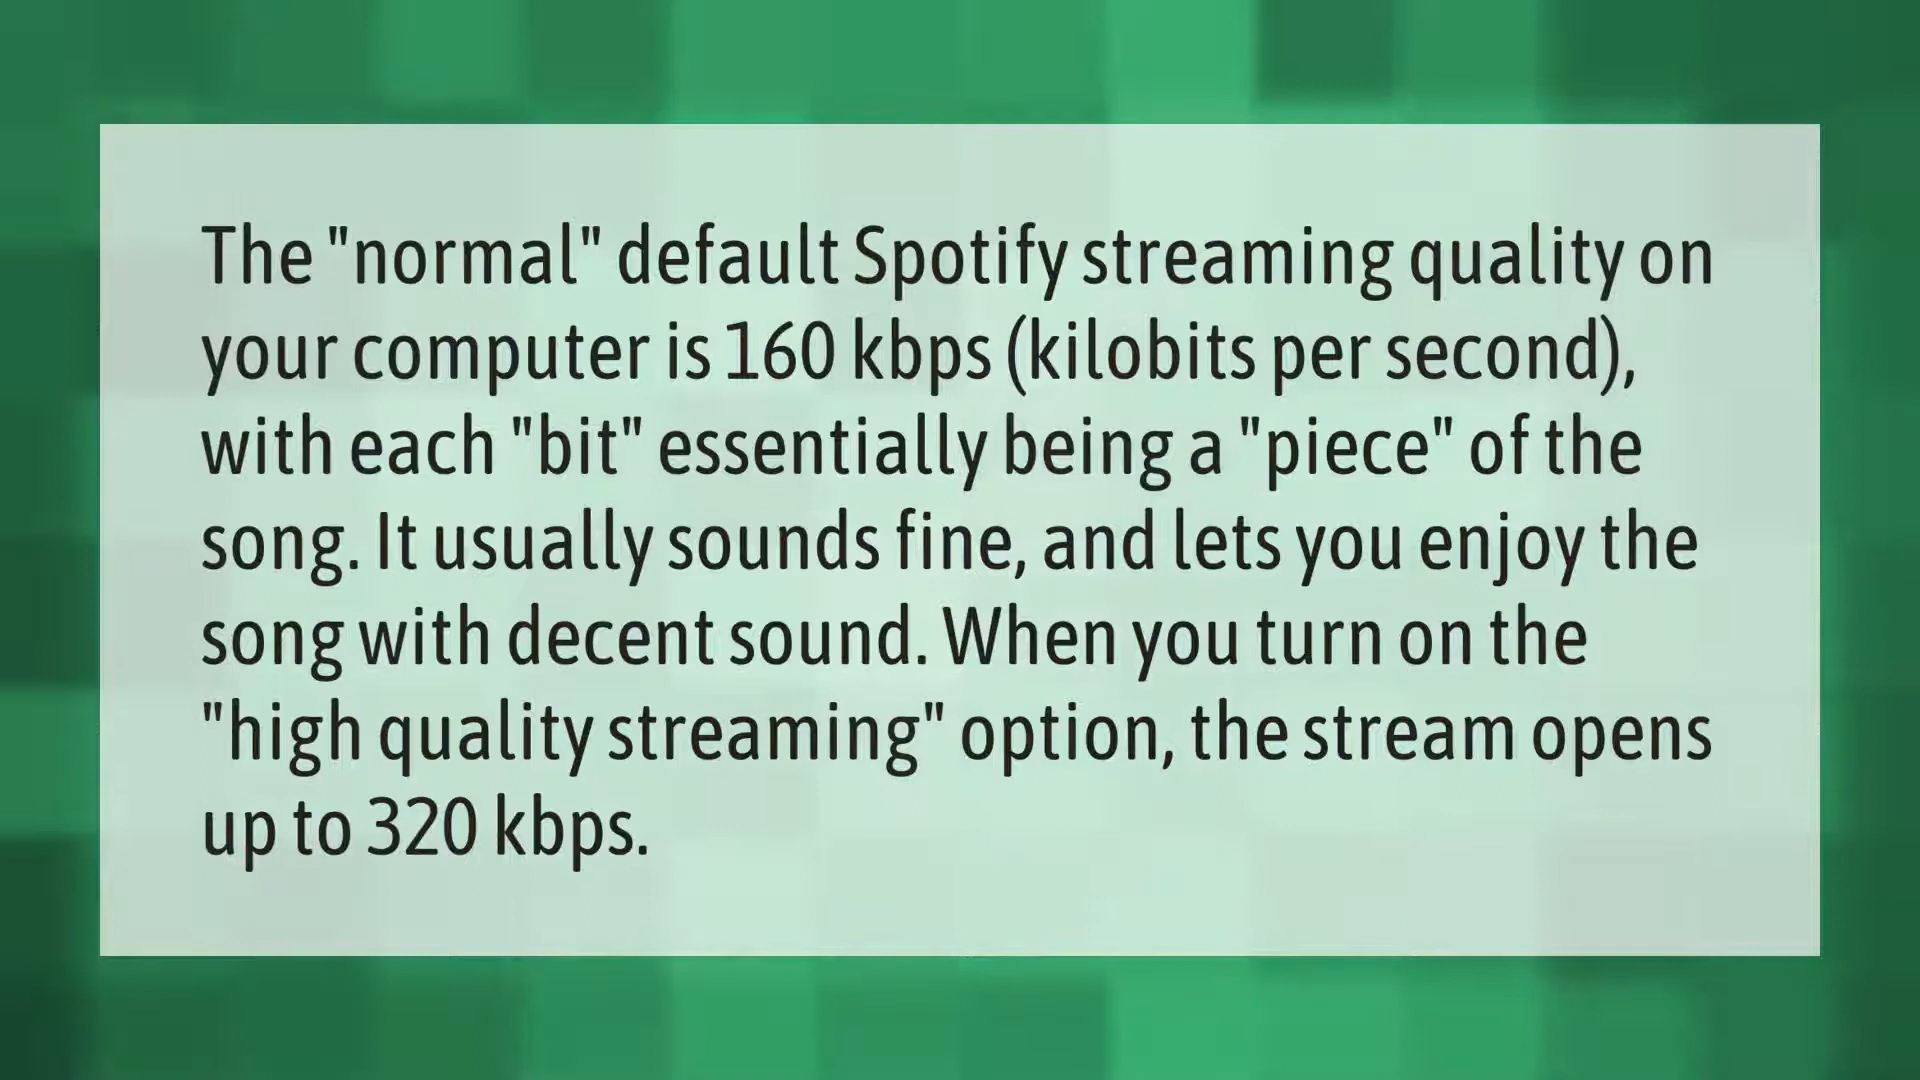 The "normal" default Spotify streaming quality on
your computer is 160 kbps (kilobits per second),
with each "bit" essentially being a "piece" of the
song. It usually sounds fine, and lets you enjoy the
song with decent sound. When you turn on the
"high quality streaming" option, the stream opens
up to 320 kbps.